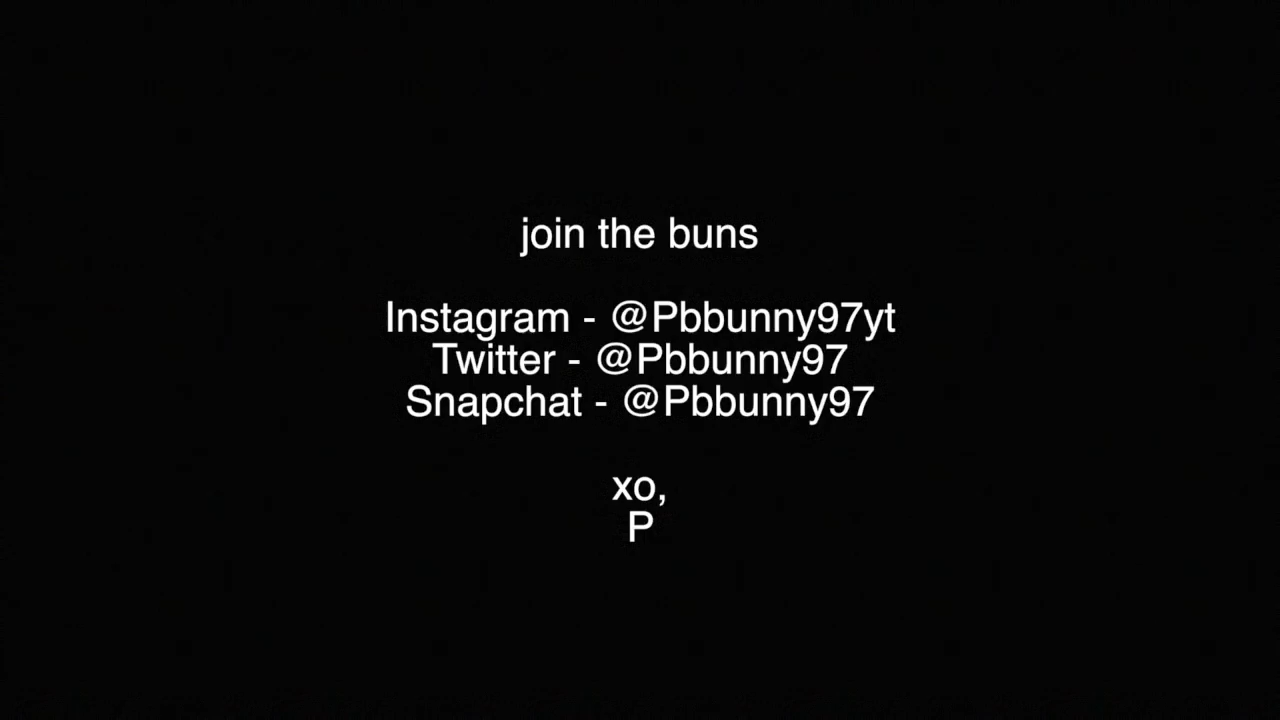 join the buns
Instagram - @Pbbunny97yt
Twitter - @Pbbunny97
Snapchat - @Pbbunny97
xo,
P